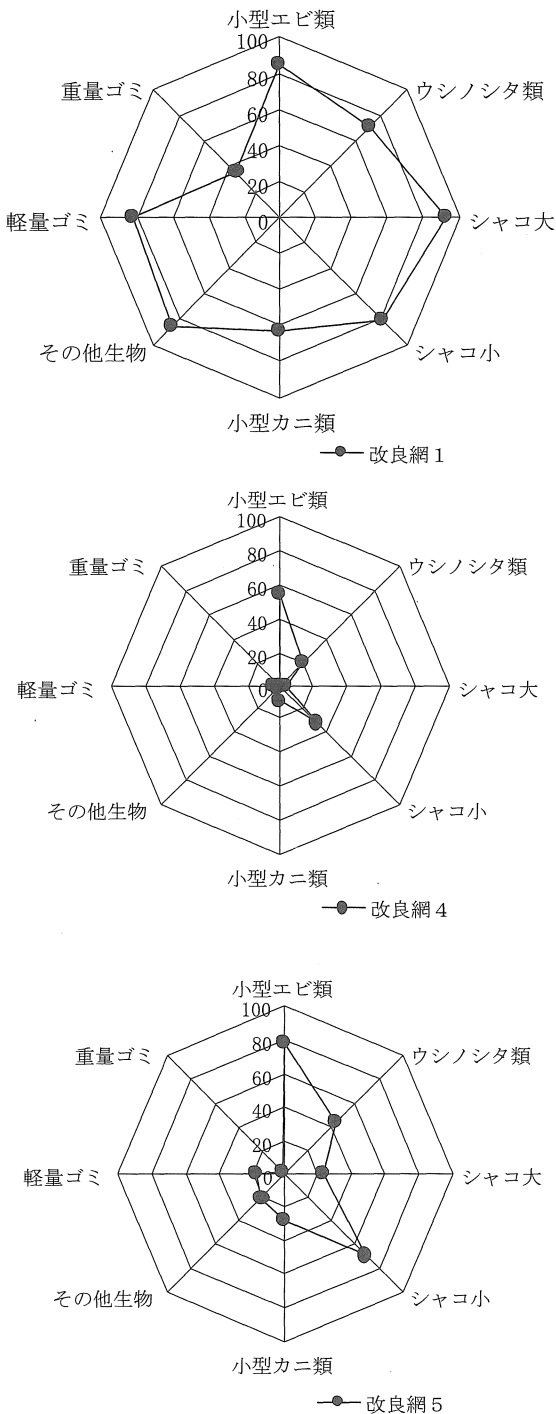 小型エビ類
100
重量ゴミ
80
ウシノシタ類
60
40
20
軽量ゴミ
0
シャコ大
その他生物
シャコ小
小型カニ類
改良網1
小型エビ類
100
重量ゴミ
80
ウシノシタ類
60
40
20
軽量ゴミ
0
シャコ大
その他生物
シャコ小
小型カニ類
改良網4
小型エビ類
100
重量ゴミ
80
ウシノシタ類
60
40
20
軽量ゴミ
0
シャコ大
その他生物
シャコ小
小型カニ類
改良網5